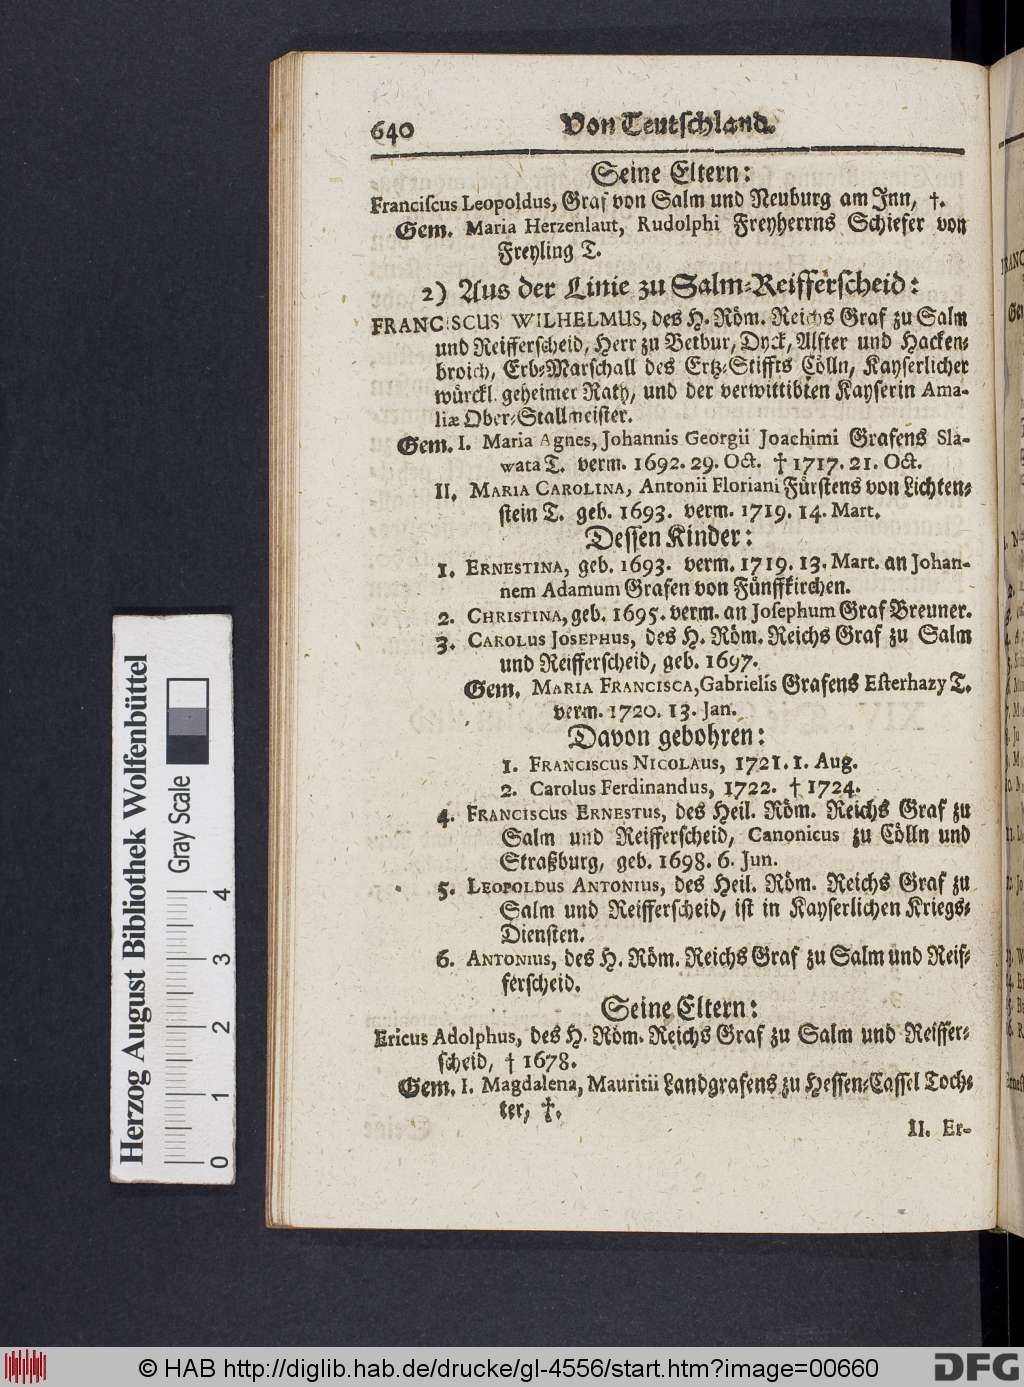 640 Von Teutschland.
Seine Eltern:
Franciscus Leopoldus, Graf von Salm und Neuburg am Inn, †.
Gem. Maria Herzenlaut, Rudolphi Freyherrns Schiefer von
Freyling T.
2) Aus der Linie zu Salm-Reifferscheid:
FRANCISCUS WILHELMUS, des H. Röm. Reichs Graf zu Salm
und Reifferscheid, Herr zu Betbur, Dyck, Alfter und Hacken-
broich, Erb-Marschall des Ertz-Stiffts Cölln, Kayserlicher
würckl. geheimer Rath, und der verwittibten Kayserin Ama-
liæ Ober-Stallmeister.
Gem. I. Maria Agnes, Johannis Georgii Joachimi Grafens Sla-
wata T. verm. 1692. 29. Oct. † 1717. 21. Oct.
II. MARIA CAROLINA, Antonii Floriani Fürstens von Lichten-
stein T. geb. 1693. verm. 1719. 14. Mart.
Dessen Kinder:
1. ERNESTINA, geb. 1693. verm. 1719. 13. Mart. an Johan-
nem Adamum Grafen von Fünffkirchen.
2. CHRISTINA, geb. 1695. verm. an Josephum Graf Breuner.
3. CAROLUS JOSEPHUS, des H. Röm. Reichs Graf zu Salm
und Reifferscheid, geb. 1697.
Gem. MARIA FRANCISCA, Gabrielis Grafens Esterhazy T.
verm. 1720. 13. Jan.
Davon gebohren:
1. FRANCISCUS NICOLAUS, 1721. 1. Aug.
2. Carolus Ferdinandus, 1722. † 1724.
4. FRANCISCUS ERNESTUS, des Heil. Röm. Reichs Graf zu
Salm und Reifferscheid, Canonicus zu Cölln und
Straßburg, geb. 1698. 6. Jun.
5. LEOPOLDUS ANTONIUS, des Heil. Röm. Reichs Graf zu
Salm und Reifferscheid, ist in Kayserlichen Kriegs-
Diensten.
6. ANTONIUS, des H. Röm. Reichs Graf zu Salm und Reif-
ferscheid.
Seine Eltern:
Ericus Adolphus, des H. Röm. Reichs Graf zu Salm und Reiffer-
scheid, † 1678.
Gem. I. Magdalena, Mauritii Landgrafens zu Hessen-Cassel Toch-
ter, †.
II. Er-
Herzog August Bibliothek Wolfenbüttel
Gray Scale
0 1 2 3 4
© HAB http://diglib.hab.de/drucke/gl-4556/start.htm?image=00660
DFG